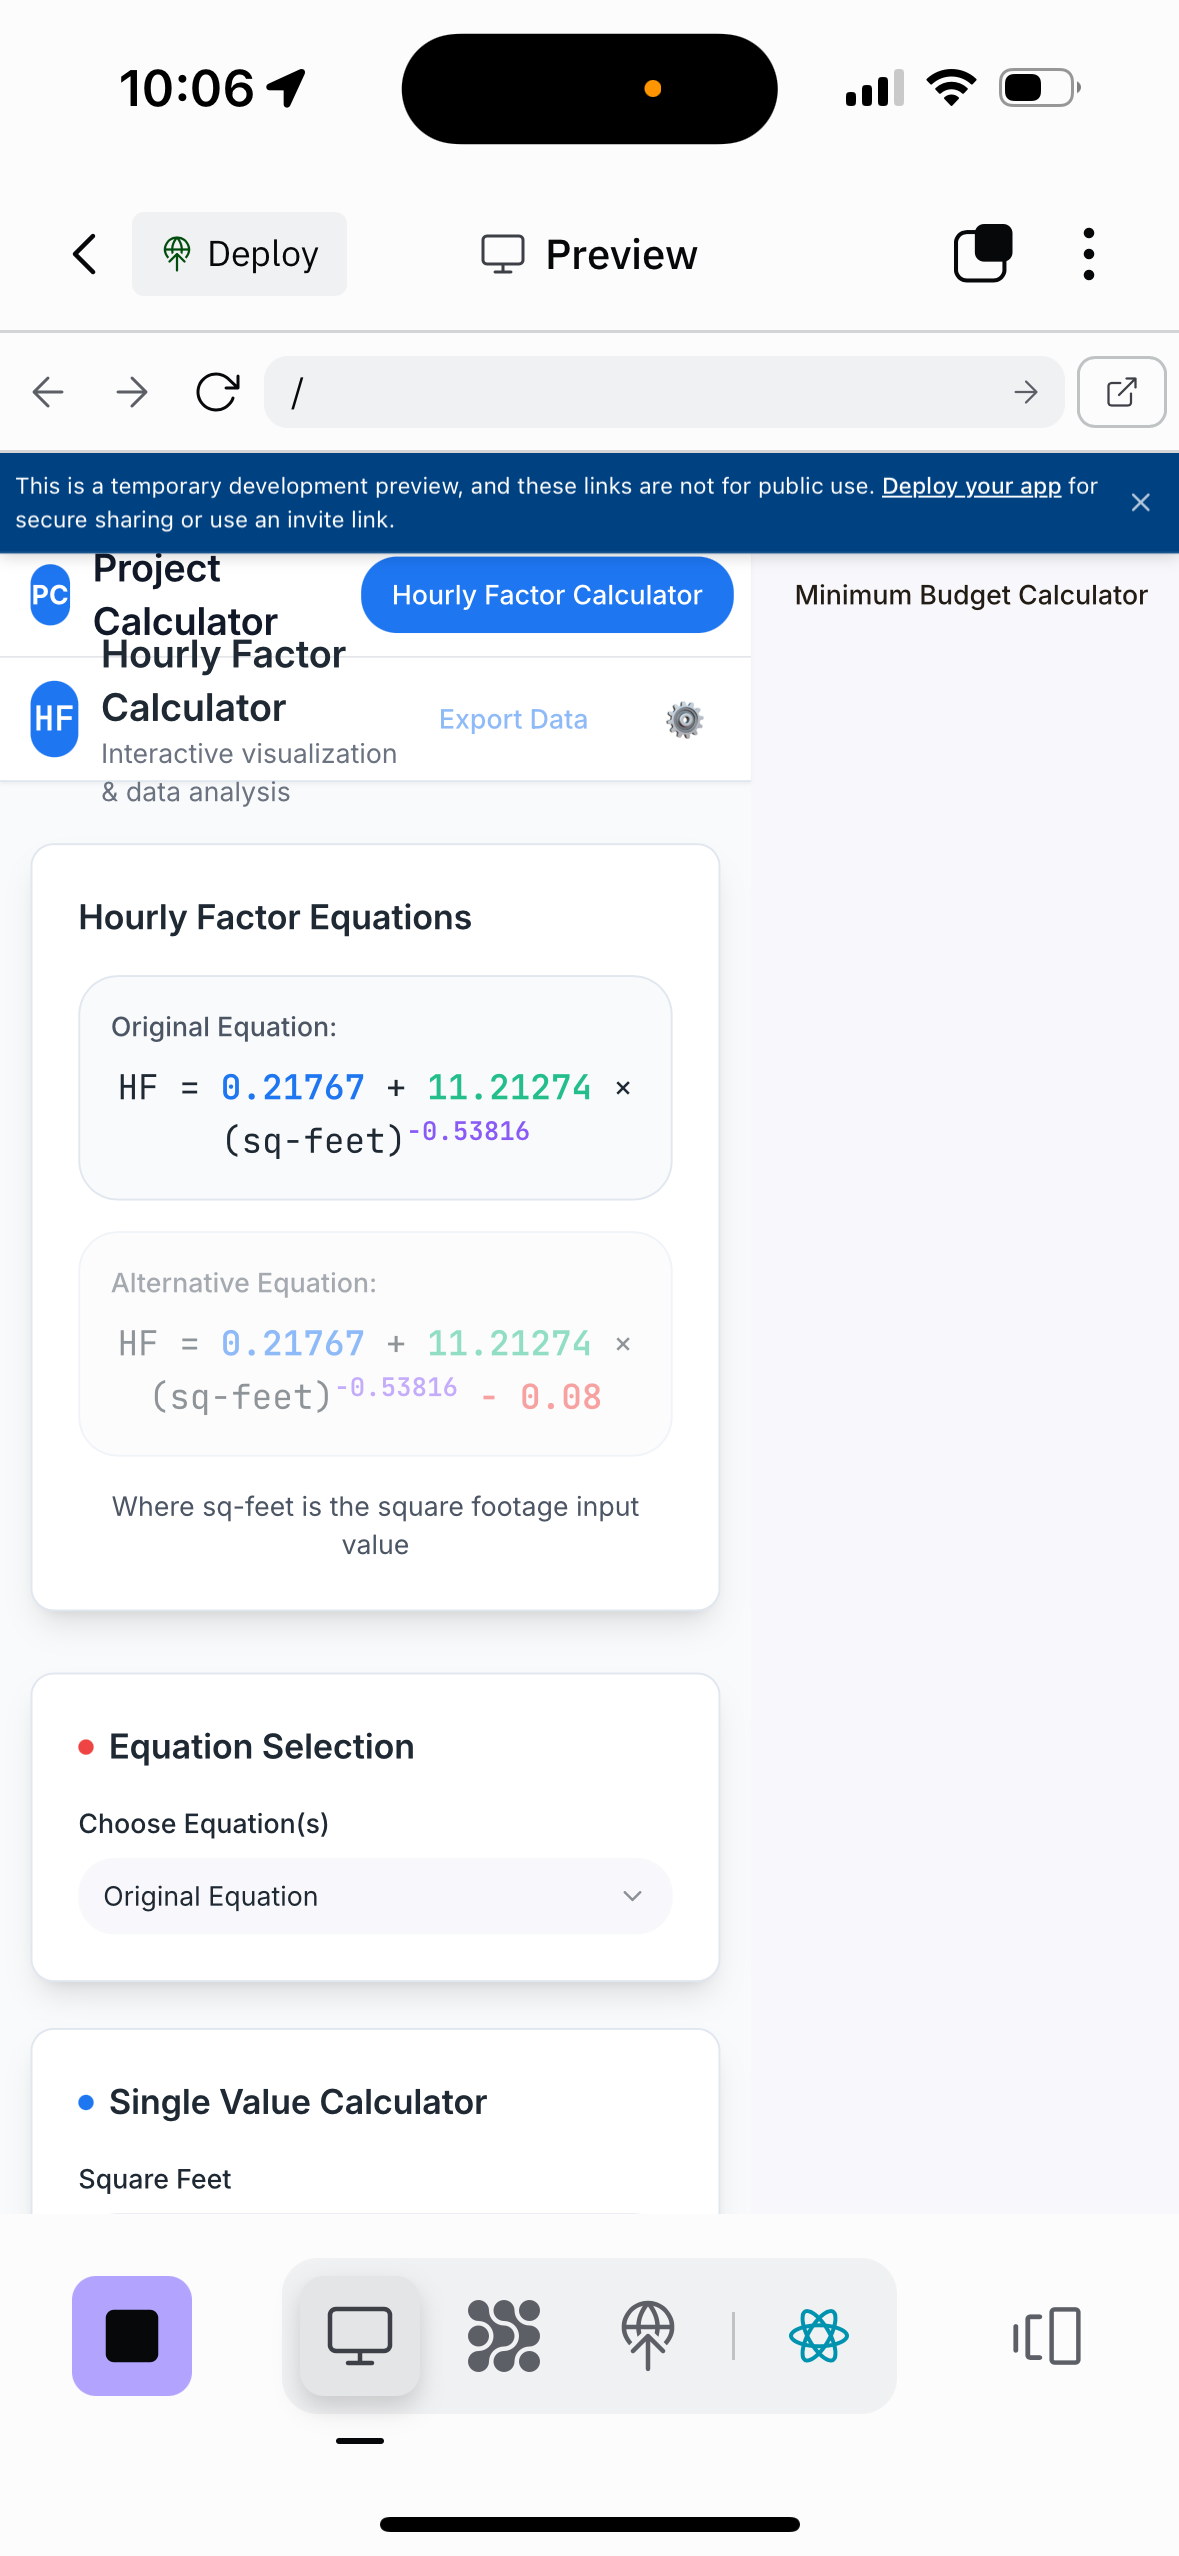 10:06
Deploy
Preview
/
This is a temporary development preview, and these links are not for public use. Deploy your app for
secure sharing or use an invite link.
PC
Project
Calculator
Hourly Factor Calculator
Minimum Budget Calculator
HF
Hourly Factor
Calculator
Interactive visualization
& data analysis
Export Data
Hourly Factor Equations
Original Equation:
HF = 0.21767 + 11.21274 ×
(sq-feet)-0.53816
Alternative Equation:
HF = 0.21767 + 11.21274 ×
(sq-feet)-0.53816 - 0.08
Where sq-feet is the square footage input
value
Equation Selection
Choose Equation(s)
Original Equation
Single Value Calculator
Square Feet